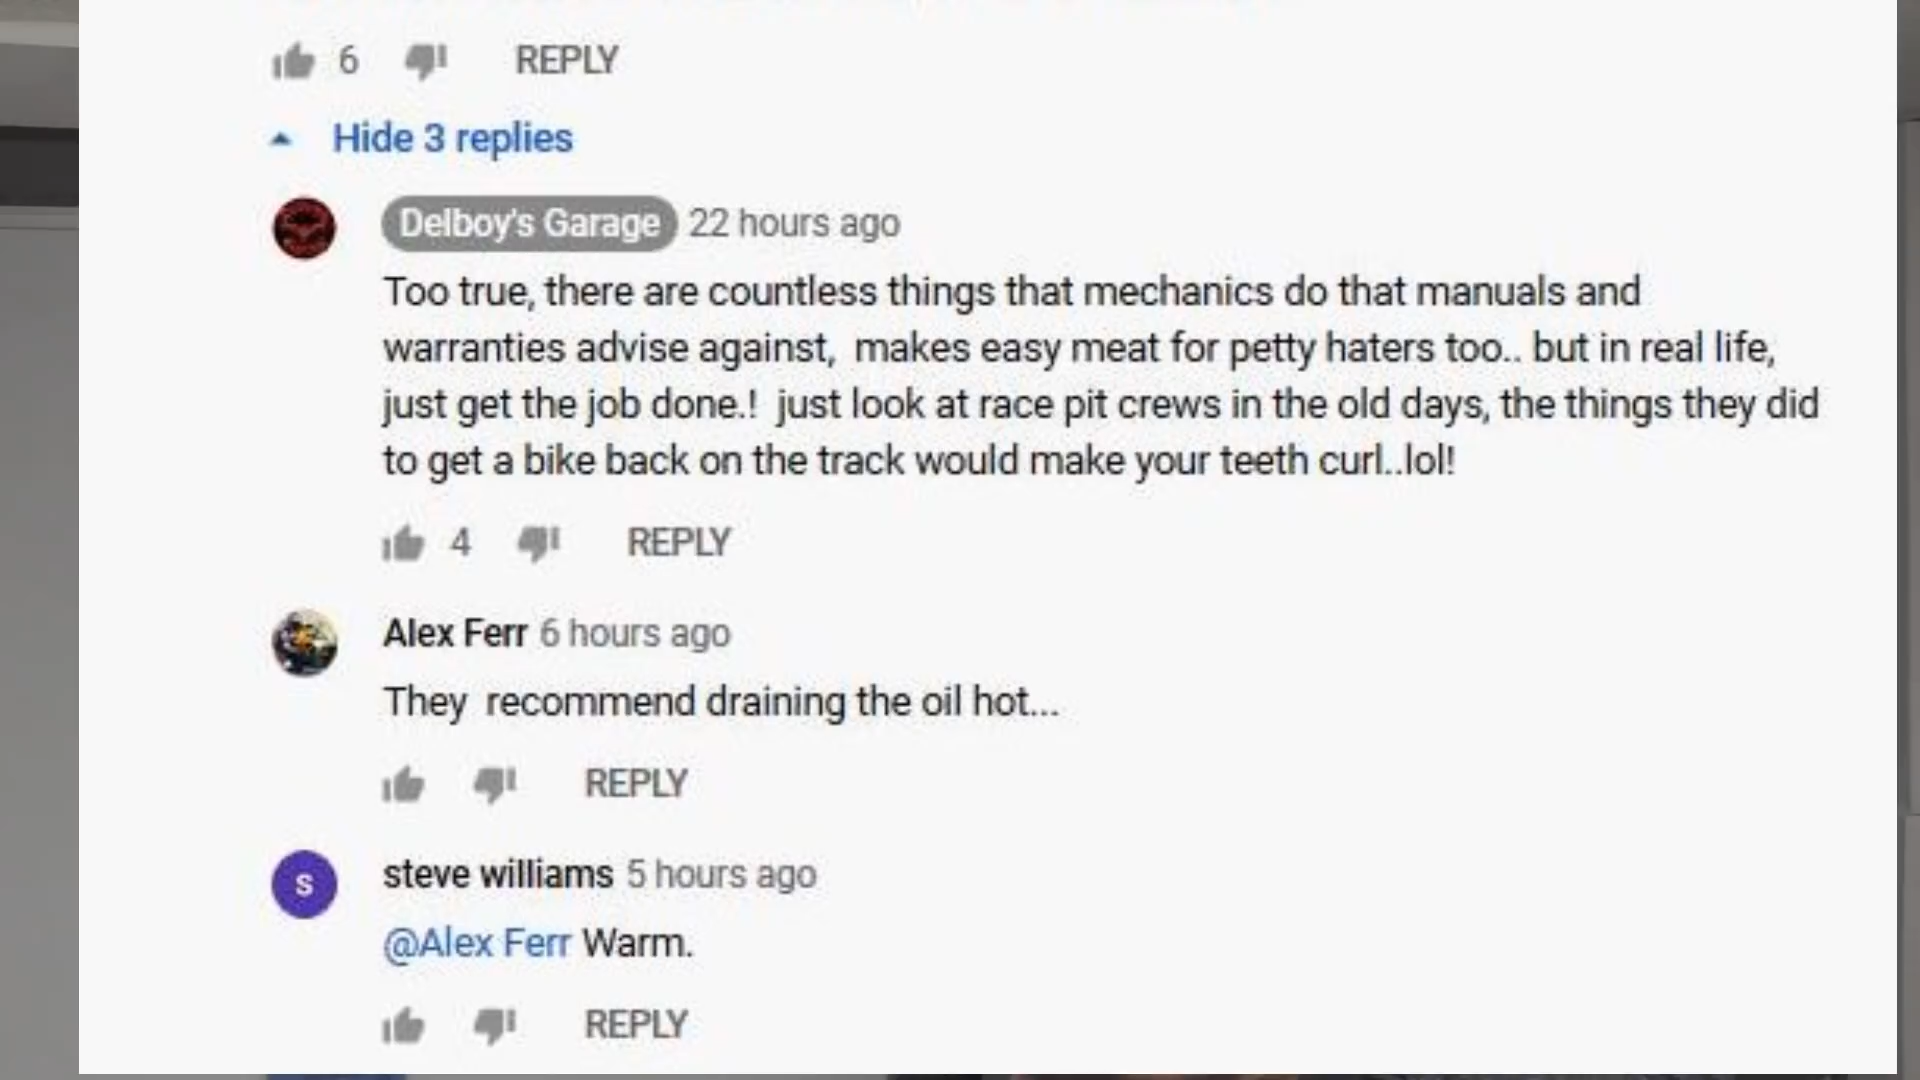 6 REPLY
Hide 3 replies
Delboy's Garage 22 hours ago
Too true, there are countless things that mechanics do that manuals and
warranties advise against,  makes easy meat for petty haters too.. but in real life,
just get the job done.!  just look at race pit crews in the old days, the things they did
to get a bike back on the track would make your teeth curl..lol!
4 REPLY
Alex Ferr 6 hours ago
They  recommend draining the oil hot...
REPLY
S
steve williams 5 hours ago
@Alex Ferr Warm.
REPLY